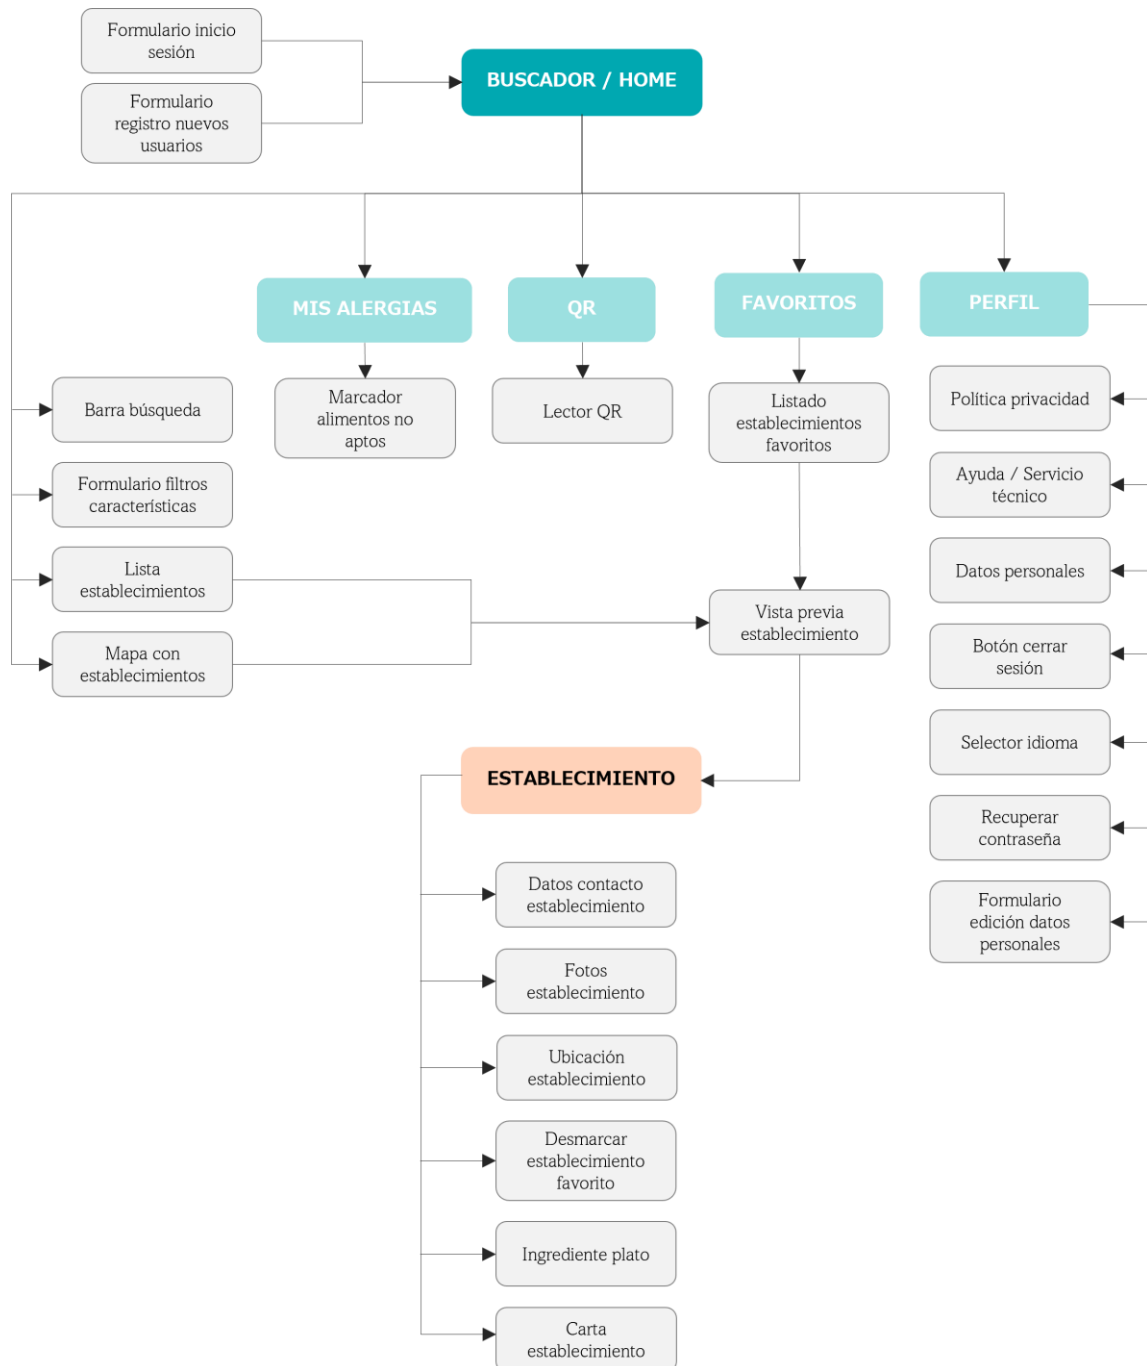 Formulario inicio
sesión
Formulario
registro nuevos
usuarios
BUSCADOR / HOME
MIS ALERGIAS
QR
FAVORITOS
PERFIL
Barra búsqueda
Formulario filtros
características
Lista
establecimientos
Mapa con
establecimientos
Marcador
alimentos no
aptos
Lector QR
Listado
establecimientos
favoritos
Vista previa
establecimiento
Política privacidad
Ayuda / Servicio
técnico
Datos personales
Botón cerrar
sesión
Selector idioma
Recuperar
contraseña
Formulario
edición datos
personales
ESTABLECIMIENTO
Datos contacto
establecimiento
Fotos
establecimiento
Ubicación
establecimiento
Desmarcar
establecimiento
favorito
Ingrediente plato
Carta
establecimiento